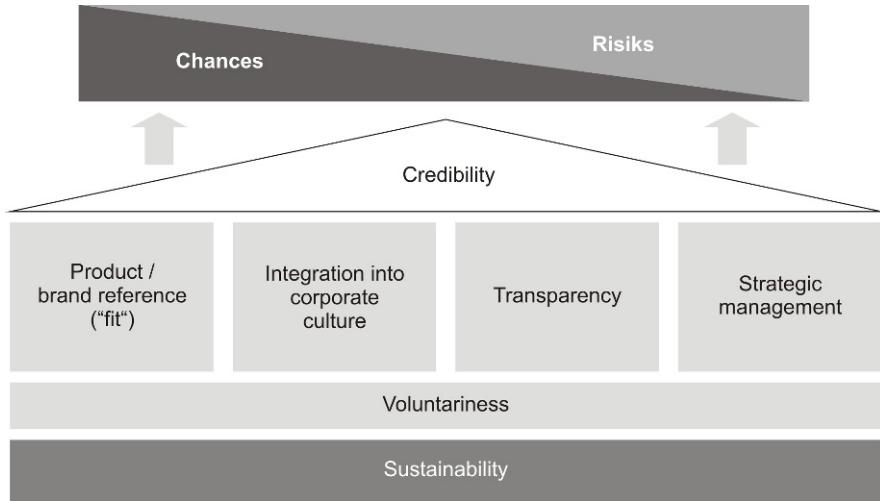 Risiks
Chances
Credibility
Product /
brand reference
(“fit“)
Integration into
corporate
culture
Transparency
Strategic
management
Voluntariness
Sustainability